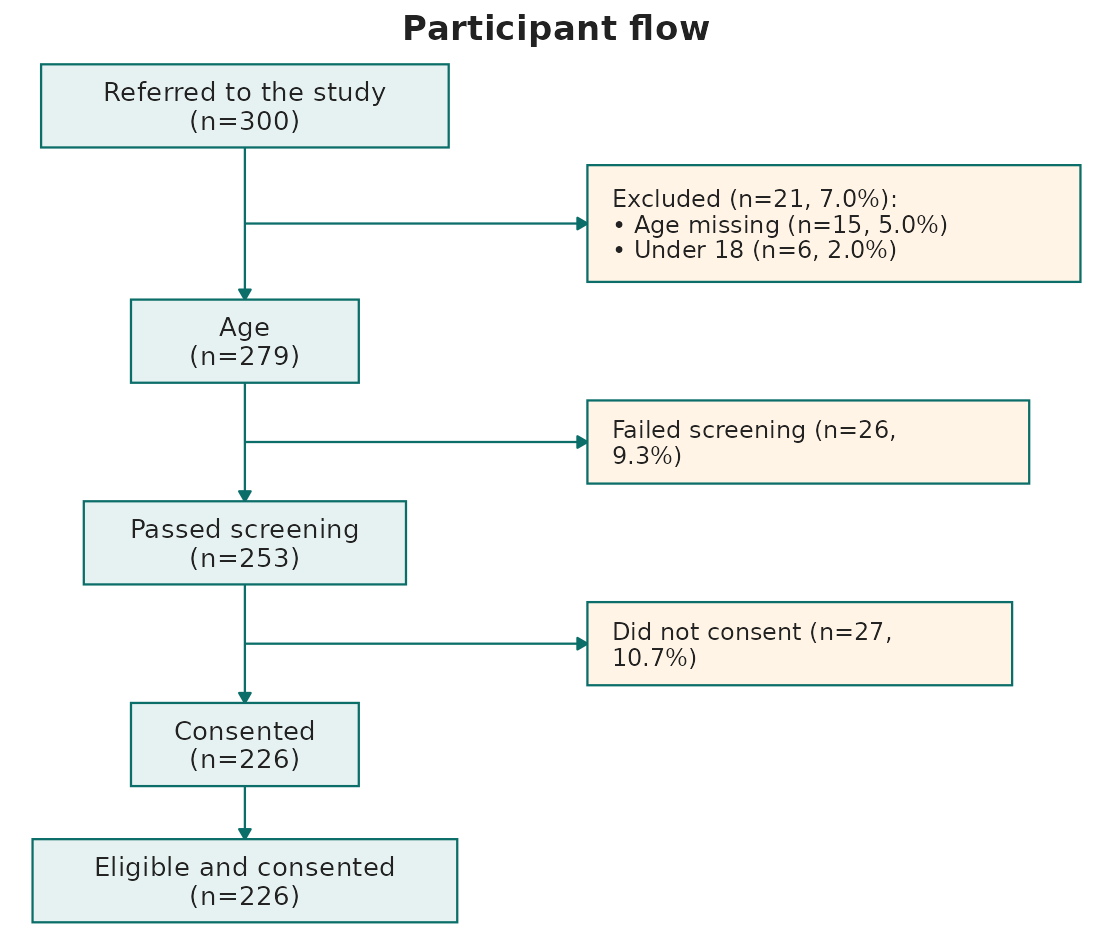 Participant flow
Referred to the study
(n=300)
Excluded (n=21, 7.0%):
• Age missing (n=15, 5.0%)
• Under 18 (n=6, 2.0%)
Age
(n=279)
Failed screening (n=26,
9.3%)
Passed screening
(n=253)
Did not consent (n=27,
10.7%)
Consented
(n=226)
Eligible and consented
(n=226)